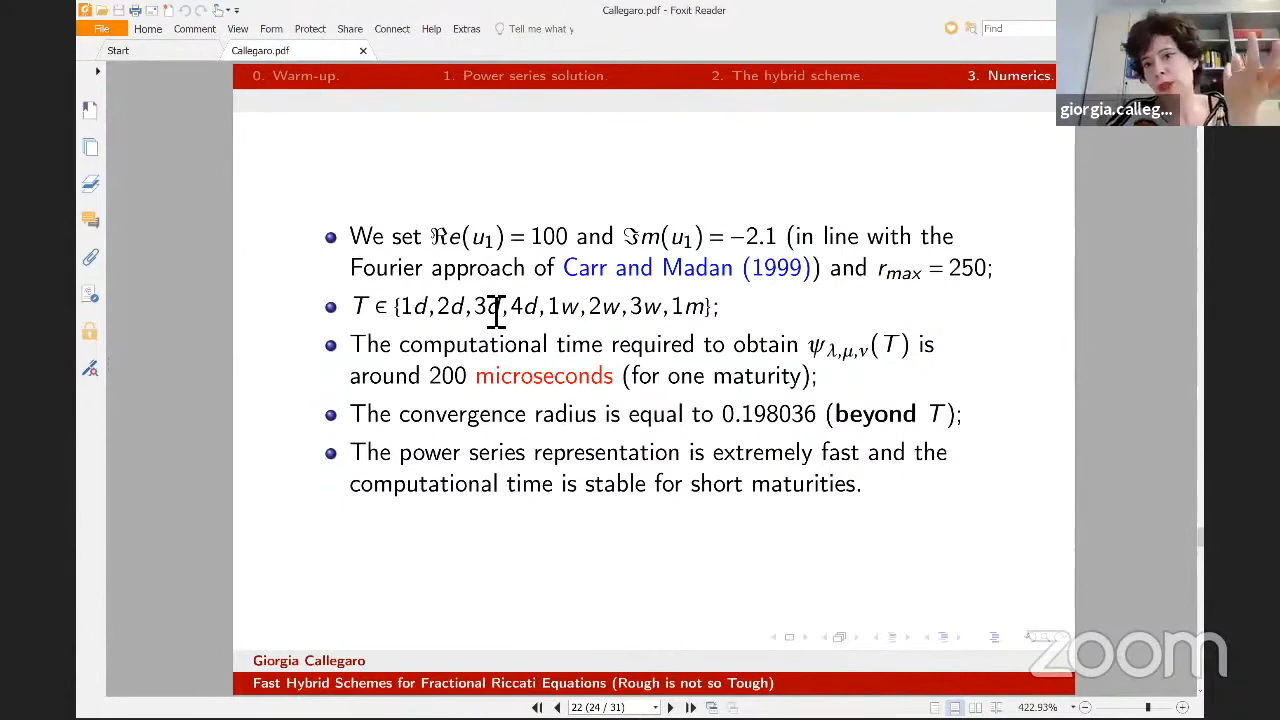 Callegaro.pdf - Foxit Reader
File Home Comment View Form Protect Share Connect Help Extras Tell me what y Find
Start Callegaro.pdf
0. Warm-up. 1. Power series solution. 2. The hybrid scheme. 3. Numerics.
giorgia.calleg...
We set ℜe(u₁) = 100 and ℑm(u₁) = −2.1 (in line with the
Fourier approach of Carr and Madan (1999)) and r_max = 250;
T ∈ {1d, 2d, 3d, 4d, 1w, 2w, 3w, 1m};
The computational time required to obtain ψ_λ,μ,ν(T) is
around 200 microseconds (for one maturity);
The convergence radius is equal to 0.198036 (beyond T);
The power series representation is extremely fast and the
computational time is stable for short maturities.
zoom
Giorgia Callegaro
Fast Hybrid Schemes for Fractional Riccati Equations (Rough is not so Tough)
22 (24 / 31) 422.93%